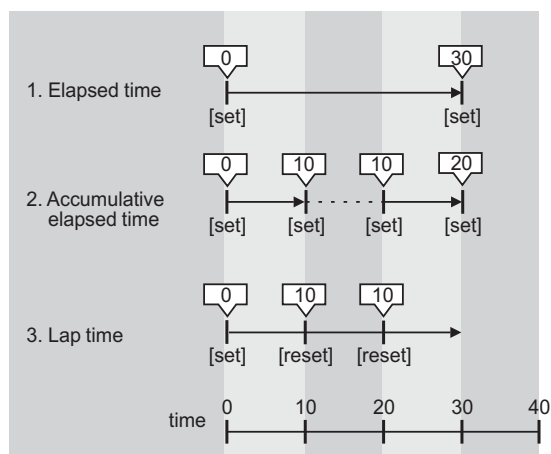 0 30
1. Elapsed time
[set] [set]
0 10 10 20
2. Accumulative
elapsed time
[set] [set] [set] [set]
0 10 10
3. Lap time
[set] [reset] [reset]
0 10 20 30 40
time